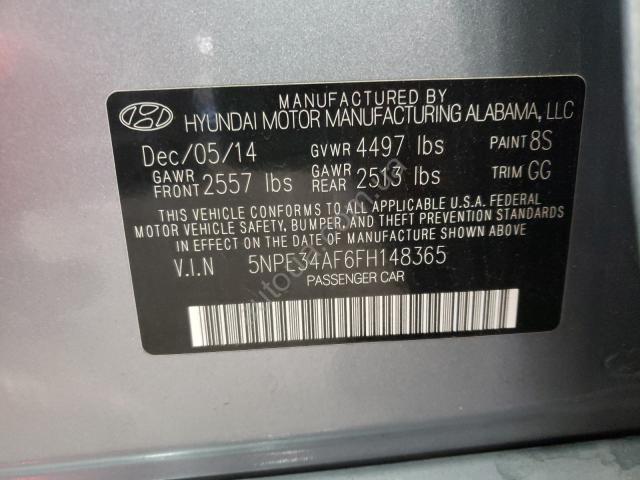 MANUFACTURED BY
HYUNDAI MOTOR MANUFACTURING ALABAMA, LLC
Dec/05/14 GVWR 4497 lbs PAINT 8S
GAWR FRONT 2557 lbs GAWR REAR 2513 lbs TRIM GG
THIS VEHICLE CONFORMS TO ALL APPLICABLE U.S.A. FEDERAL
MOTOR VEHICLE SAFETY, BUMPER, AND THEFT PREVENTION STANDARDS
IN EFFECT ON THE DATE OF MANUFACTURE SHOWN ABOVE.
V.I.N 5NPE34AF6FH148365
PASSENGER CAR